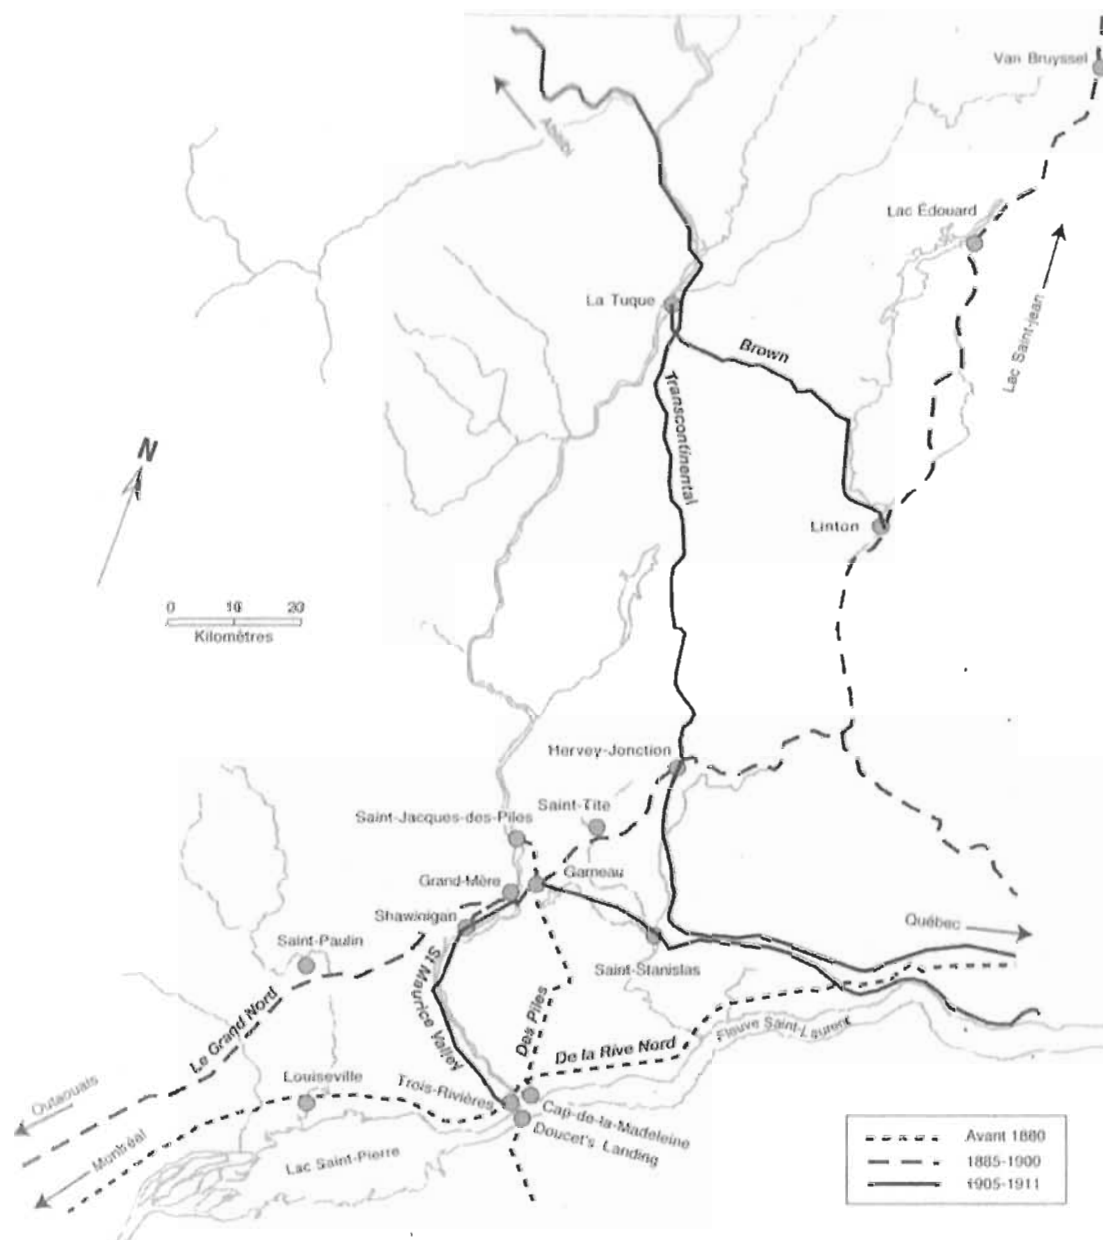 Van Bruyssel
Abitibi
Lac Édouard
Lac Saint-jean
La Tuque
Brown
Transcontinental
N
Linton
0 10 20
Kilomètres
Hervey-Jonction
Saint-Tite
Saint-Jacques-des-Piles
Garneau
Grand-Mère
Shawinigan
Québec
Saint-Paulin
Saint-Stanislas
St Maurice Valley
Des Piles
Le Grand Nord
Fleuve Saint-Laurent
De la Rive Nord
Louiseville
Trois-Rivières
Outaouais
Cap-de-la-Madeleine
Doucet's Landing
Montréal
Lac Saint-Pierre
Avant 1880
1885-1900
1905-1911